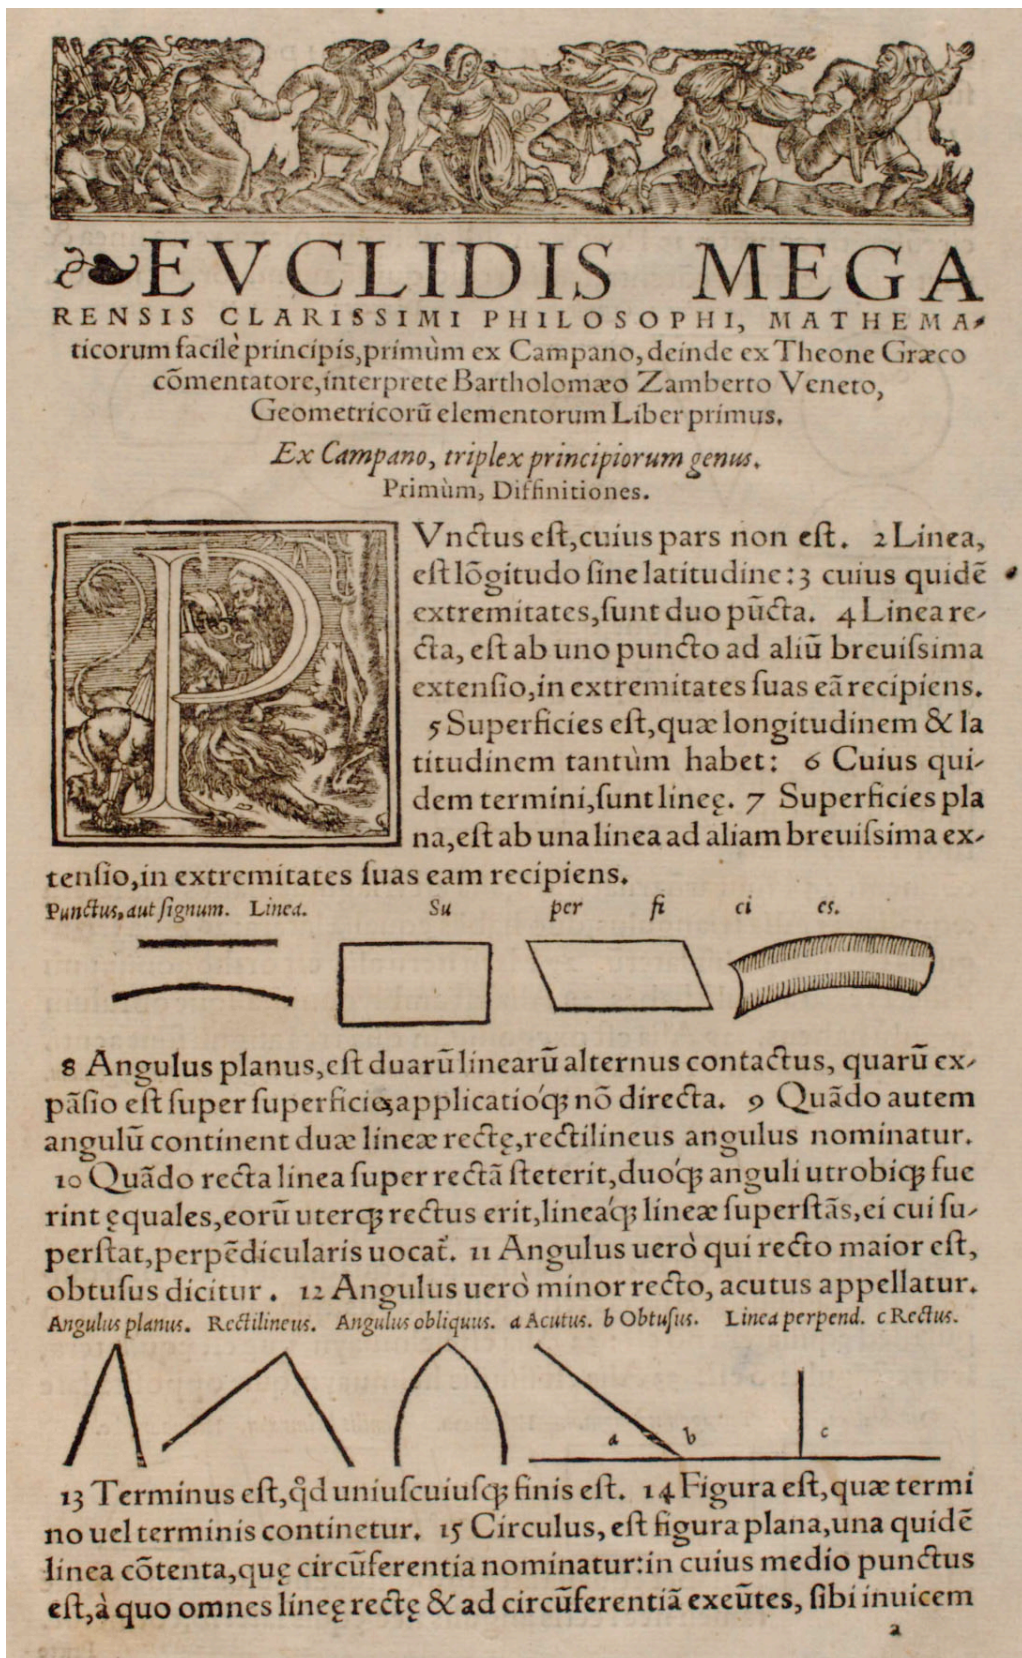 EVCLIDIS MEGA
RENSIS CLARISSIMI PHILOSOPHI, MATHEMA-
ticorum facilè principis, primùm ex Campano, deinde ex Theone Græco
cõmentatore, interprete Bartholomæo Zamberto Veneto,
Geometricorũ elementorum Liber primus.
Ex Campano, triplex principiorum genus.
Primùm, Diffinitiones.
PVnctus eſt, cuius pars non eſt. 2 Linea,
eſt lõgitudo ſine latitudine: 3 cuius quidẽ
extremitates, ſunt duo pũcta. 4 Linea re-
cta, eſt ab uno puncto ad aliũ breuiſsima
extenſio, in extremitates ſuas eã recipiens.
5 Superficies eſt, quæ longitudinem & la
titudinem tantùm habet: 6 Cuius qui-
dem termini, ſunt lineę. 7 Superficies pla
na, eſt ab una linea ad aliam breuiſsima ex-
tenſio, in extremitates ſuas eam recipiens.
Punctus, aut ſignum. Linea. Su per fi ci es.
8 Angulus planus, eſt duarũ linearũ alternus contactus, quarũ ex-
pãſio eſt ſuper ſuperficie, applicatioq́ꝫ nõ directa. 9 Quãdo autem
angulũ continent duæ lineæ rectę, rectilineus angulus nominatur.
10 Quãdo recta linea ſuper rectã ſteterit, duoq́ꝫ anguli utrobiqꝫ fue
rint ęquales, eorũ uterqꝫ rectus erit, lineaq́ꝫ lineæ ſuperſtãs, ei cui ſu-
perſtat, perpẽdicularis uocat̃. 11 Angulus uerò qui recto maior eſt,
obtuſus dicitur. 12 Angulus uerò minor recto, acutus appellatur.
Angulus planus. Rectilineus. Angulus obliquus. a Acutus. b Obtuſus. Linea perpend. c Rectus.
a b c
13 Terminus eſt, qd̃ uniuſcuiuſqꝫ finis eſt. 14 Figura eſt, quæ termi
no uel terminis continetur. 15 Circulus, eſt figura plana, una quidẽ
linea cõtenta, quę circũferentia nominatur: in cuius medio punctus
eſt, à quo omnes lineę rectę & ad circũferentiã exeũtes, ſibi inuicem
a